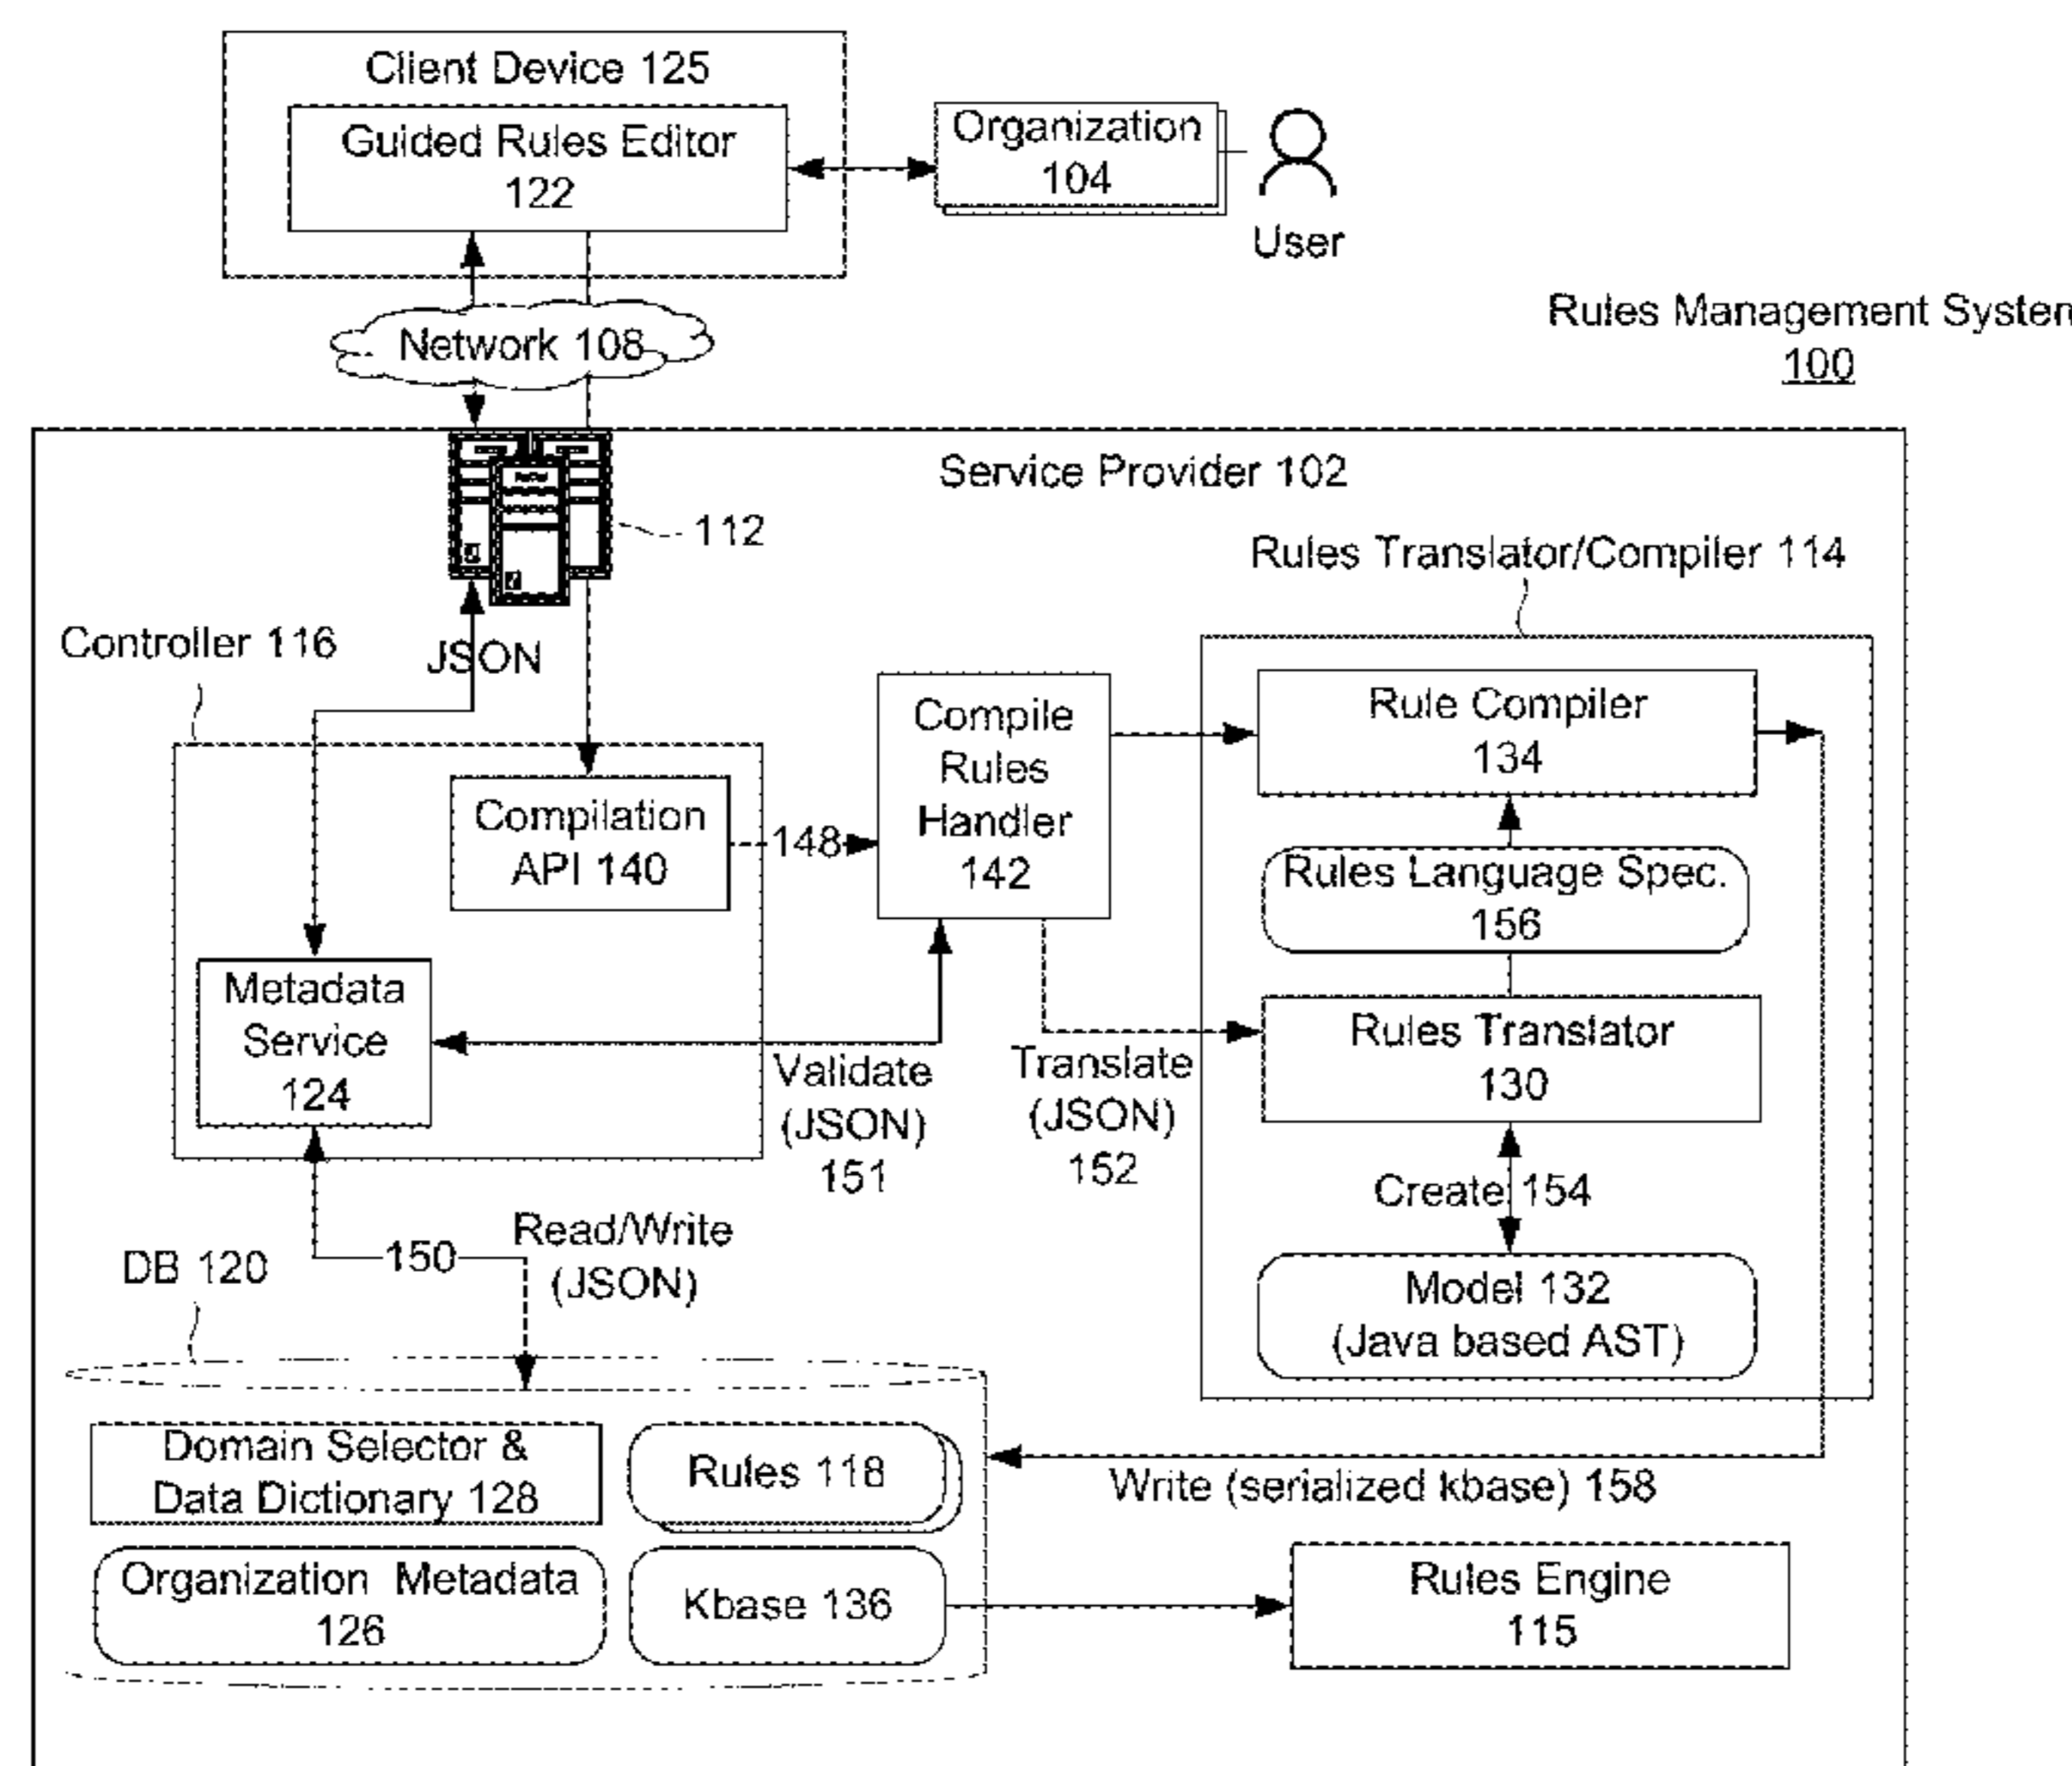 Client Device 125
Guided Rules Editor
122
Organization
104
User
Network 108
Rules Management System
100
Service Provider 102
112
Rules Translator/Compiler 114
Controller 116
JSON
Compile
Rules
Handler
142
Rule Compiler
134
Compilation
API 140
148
Rules Language Spec.
156
Metadata
Service
124
Rules Translator
130
Validate
(JSON)
151
Translate
(JSON)
152
Create 154
Read/Write
(JSON)
150
DB 120
Model 132
(Java based AST)
Domain Selector &
Data Dictionary 128
Rules 118
Write (serialized kbase) 158
Organization Metadata
126
Kbase 136
Rules Engine
115